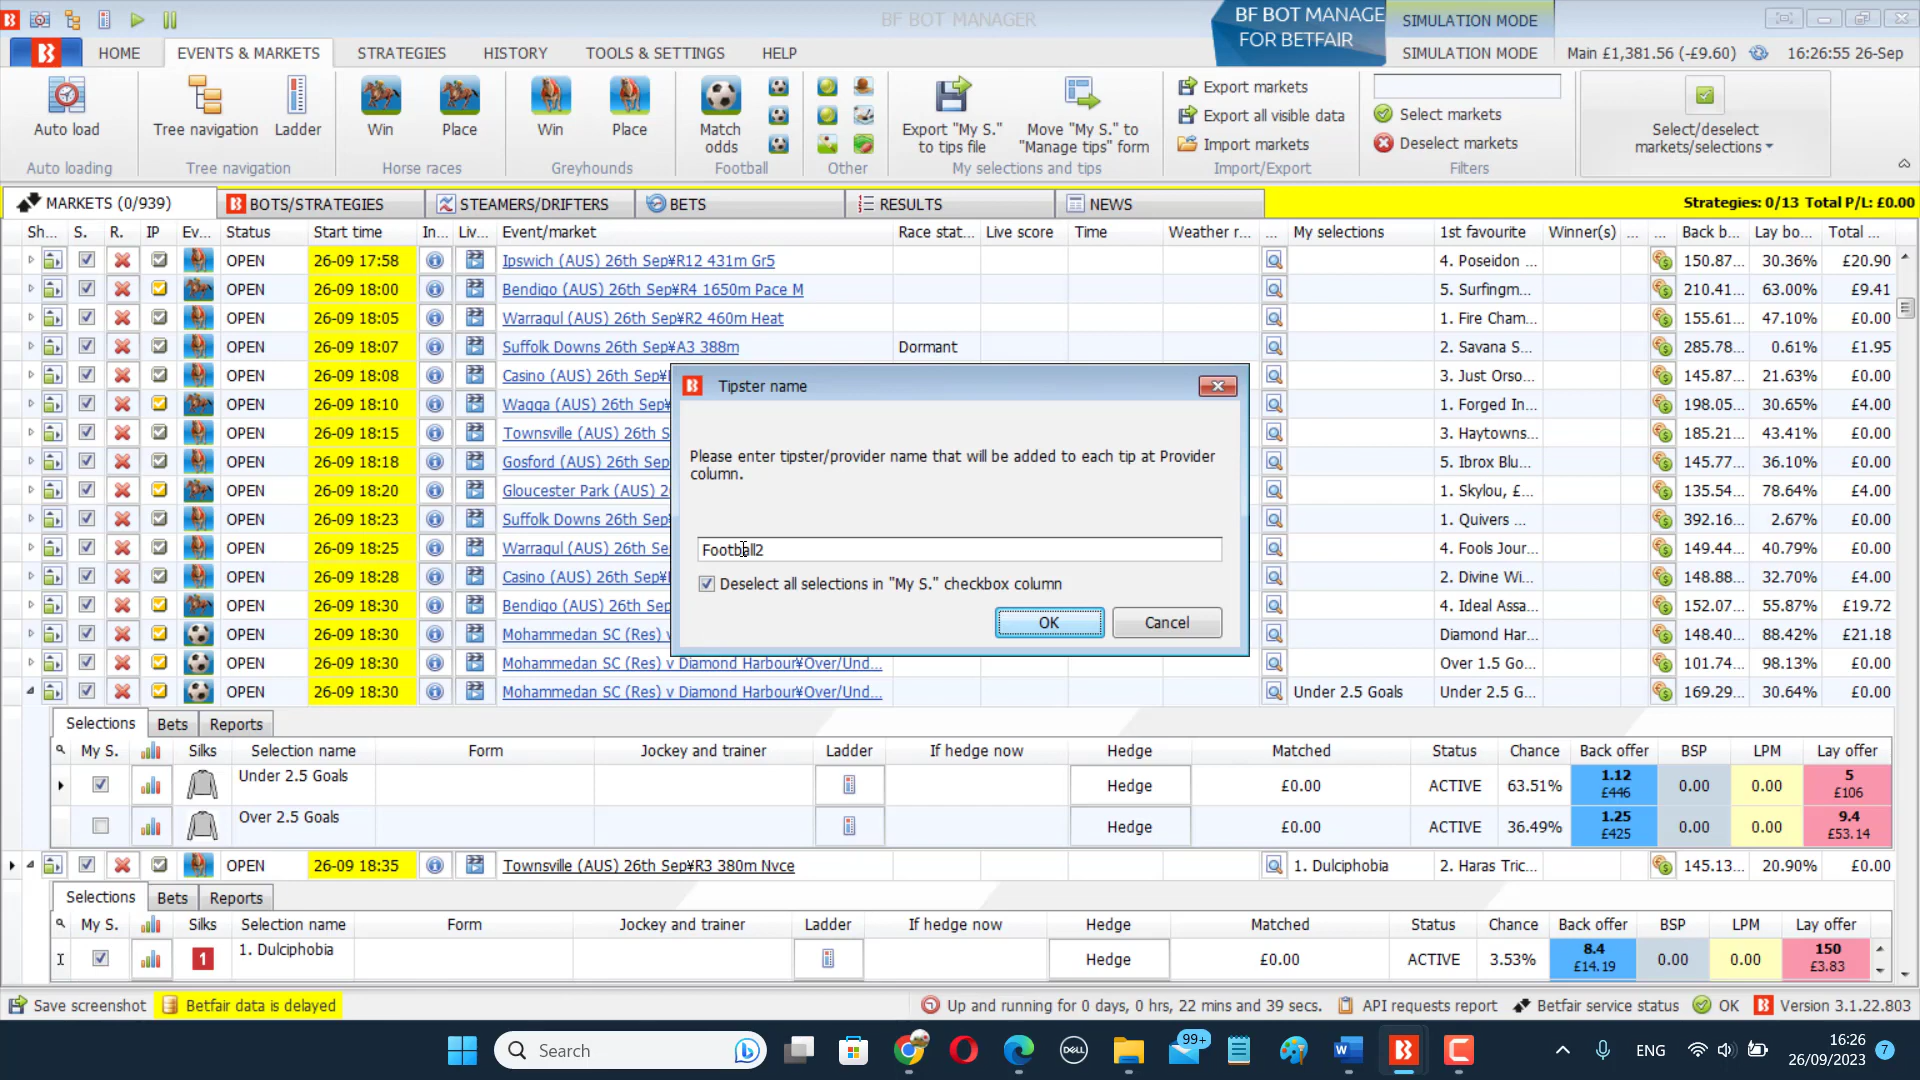 BF BOT MANAGER
BF BOT MANAGE
FOR BETFAIR
SIMULATION MODE
HOME
EVENTS & MARKETS
STRATEGIES
HISTORY
TOOLS & SETTINGS
HELP
SIMULATION MODE
Main £1,381.56 (-£9.60)
16:26:55 26-Sep
Auto load
Tree navigation
Ladder
Win
Place
Win
Place
Match odds
Export "My S." to tips file
Move "My S." to "Manage tips" form
Export markets
Export all visible data
Import markets
Select markets
Deselect markets
Select/deselect markets/selections
Auto loading
Tree navigation
Horse races
Greyhounds
Football
Other
My selections and tips
Import/Export
Filters
MARKETS (0/939)
BOTS/STRATEGIES
STEAMERS/DRIFTERS
BETS
RESULTS
NEWS
Strategies: 0/13 Total P/L: £0.00
Sh... S. R. IP Ev... Status Start time In... Liv... Event/market Race stat... Live score Time Weather r... ... My selections 1st favourite Winner(s) ... ... Back b... Lay bo... Total ...
OPEN 26-09 17:58 Ipswich (AUS) 26th Sep¥R12 431m Gr5 4. Poseidon ... 150.87... 30.36% £20.90
OPEN 26-09 18:00 Bendigo (AUS) 26th Sep¥R4 1650m Pace M 5. Surfingm... 210.41... 63.00% £9.41
OPEN 26-09 18:05 Warragul (AUS) 26th Sep¥R2 460m Heat 1. Fire Cham... 155.61... 47.10% £0.00
OPEN 26-09 18:07 Suffolk Downs 26th Sep¥A3 388m Dormant 2. Savana S... 285.78... 0.61% £1.95
OPEN 26-09 18:08 Casino (AUS) 26th Sep¥ 3. Just Orso... 145.87... 21.63% £0.00
OPEN 26-09 18:10 Wagga (AUS) 26th Sep¥ 1. Forged In... 198.05... 30.65% £4.00
OPEN 26-09 18:15 Townsville (AUS) 26th S 3. Haytowns... 185.21... 43.41% £0.00
OPEN 26-09 18:18 Gosford (AUS) 26th Sep 5. Ibrox Blu... 145.77... 36.10% £0.00
OPEN 26-09 18:20 Gloucester Park (AUS) 2 1. Skylou, £... 135.54... 78.64% £4.00
OPEN 26-09 18:23 Suffolk Downs 26th Sep 1. Quivers ... 392.16... 2.67% £0.00
OPEN 26-09 18:25 Warragul (AUS) 26th Se 4. Fools Jour... 149.44... 40.79% £0.00
OPEN 26-09 18:28 Casino (AUS) 26th Sep¥ 2. Divine Wi... 148.88... 32.70% £4.00
OPEN 26-09 18:30 Bendigo (AUS) 26th Sep 4. Ideal Assa... 152.07... 55.87% £19.72
OPEN 26-09 18:30 Mohammedan SC (Res) v Diamond Har... 148.40... 88.42% £21.18
OPEN 26-09 18:30 Mohammedan SC (Res) v Diamond Harbour¥Over/Und... Over 1.5 Go... 101.74... 98.13% £0.00
OPEN 26-09 18:30 Mohammedan SC (Res) v Diamond Harbour¥Over/Und... Under 2.5 Goals Under 2.5 G... 169.29... 30.64% £0.00
Tipster name
Please enter tipster/provider name that will be added to each tip at Provider
column.
Football2
Deselect all selections in "My S." checkbox column
OK
Cancel
Selections Bets Reports
My S. Silks Selection name Form Jockey and trainer Ladder If hedge now Hedge Matched Status Chance Back offer BSP LPM Lay offer
Under 2.5 Goals Hedge £0.00 ACTIVE 63.51% 1.12 £446 0.00 0.00 5 £106
Over 2.5 Goals Hedge £0.00 ACTIVE 36.49% 1.25 £425 0.00 0.00 9.4 £53.14
OPEN 26-09 18:35 Townsville (AUS) 26th Sep¥R3 380m Nvce 1. Dulciphobia 2. Haras Tric... 145.13... 20.90% £0.00
Selections Bets Reports
My S. Silks Selection name Form Jockey and trainer Ladder If hedge now Hedge Matched Status Chance Back offer BSP LPM Lay offer
1 1. Dulciphobia Hedge £0.00 ACTIVE 3.53% 8.4 £14.19 0.00 0.00 150 £3.83
Save screenshot
Betfair data is delayed
Up and running for 0 days, 0 hrs, 22 mins and 39 secs.
API requests report
Betfair service status
OK
Version 3.1.22.803
Search
DELL
99+
ENG
16:26
26/09/2023
7